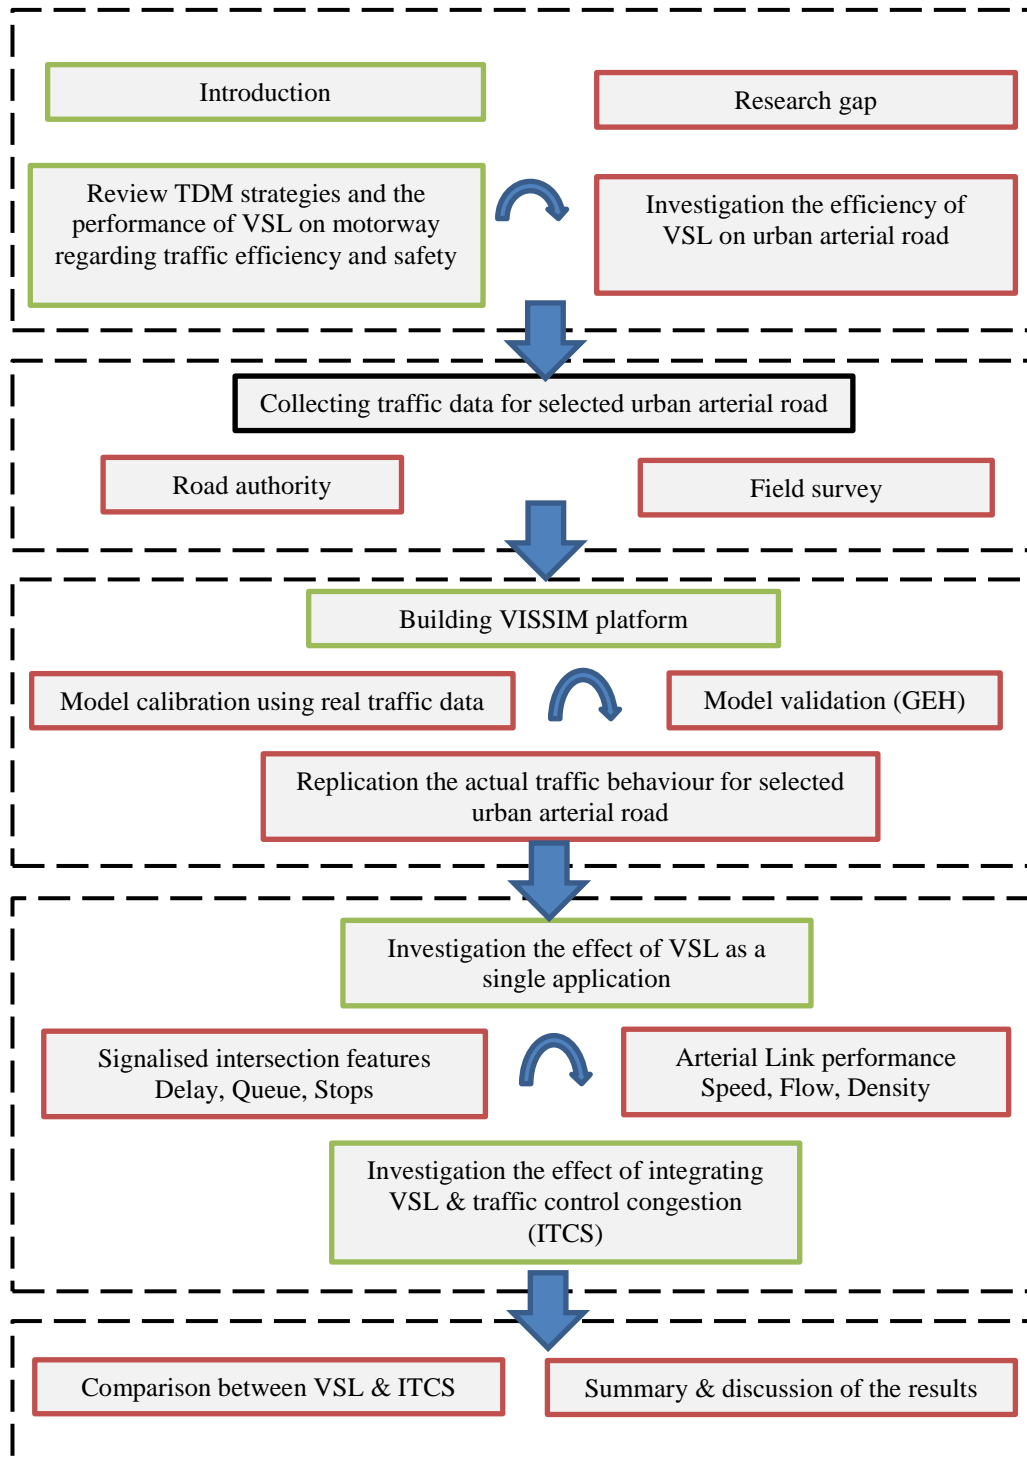 Introduction
Research gap
Review TDM strategies and the
performance of VSL on motorway
regarding traffic efficiency and safety
Investigation the efficiency of
VSL on urban arterial road
Collecting traffic data for selected urban arterial road
Road authority
Field survey
Building VISSIM platform
Model calibration using real traffic data
Model validation (GEH)
Replication the actual traffic behaviour for selected
urban arterial road
Investigation the effect of VSL as a
single application
Signalised intersection features
Delay, Queue, Stops
Arterial Link performance
Speed, Flow, Density
Investigation the effect of integrating
VSL & traffic control congestion
(ITCS)
Comparison between VSL & ITCS
Summary & discussion of the results